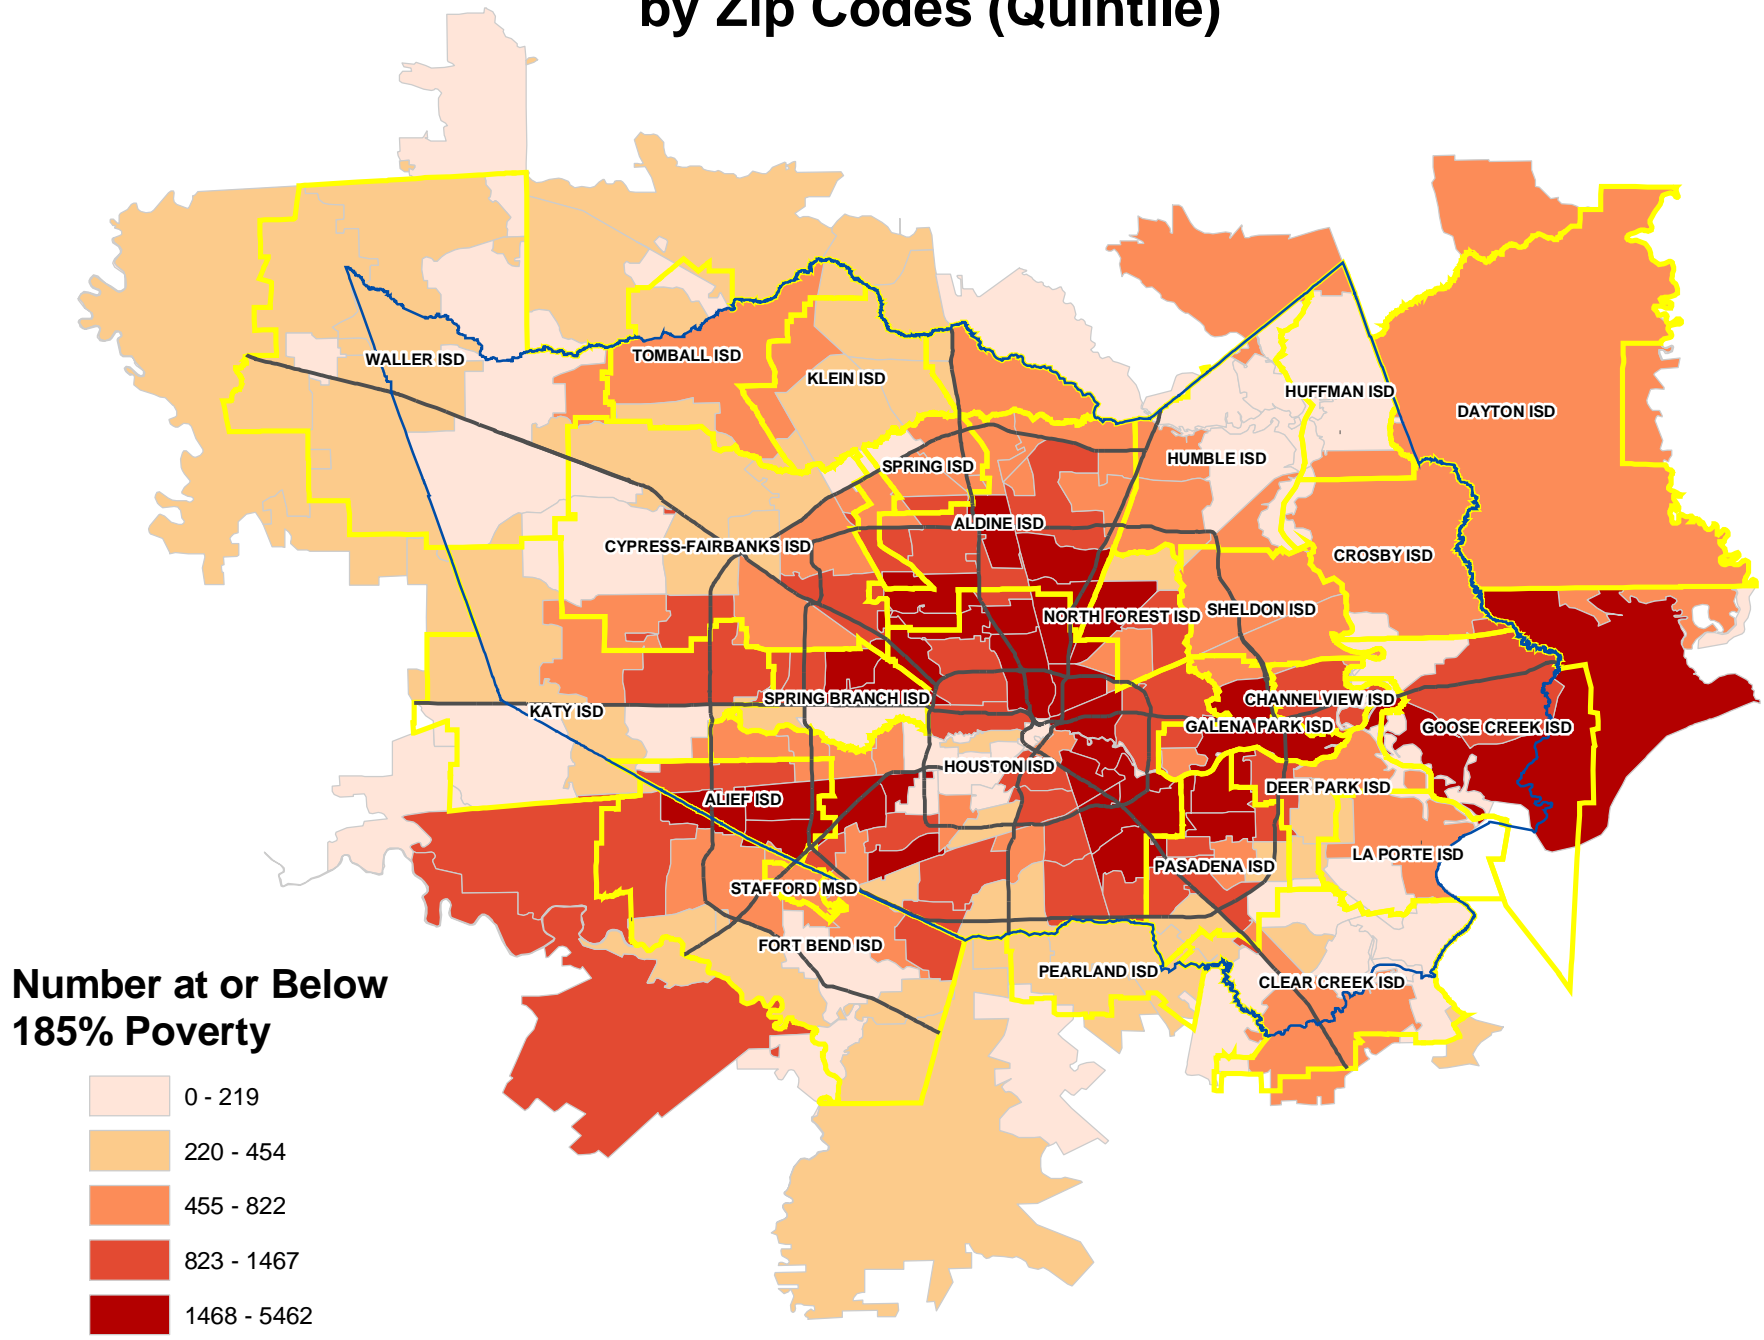 by Zip Codes (Quintile)
WALLER ISD
TOMBALL ISD
KLEIN ISD
HUFFMAN ISD
DAYTON ISD
SPRING ISD
HUMBLE ISD
ALDINE ISD
CYPRESS-FAIRBANKS ISD
CROSBY ISD
NORTH FOREST ISD
SHELDON ISD
SPRING BRANCH ISD
CHANNELVIEW ISD
KATY ISD
GALENA PARK ISD
GOOSE CREEK ISD
HOUSTON ISD
DEER PARK ISD
ALIEF ISD
LA PORTE ISD
PASADENA ISD
STAFFORD MSD
FORT BEND ISD
PEARLAND ISD
CLEAR CREEK ISD
Number at or Below
185% Poverty
0 - 219
220 - 454
455 - 822
823 - 1467
1468 - 5462